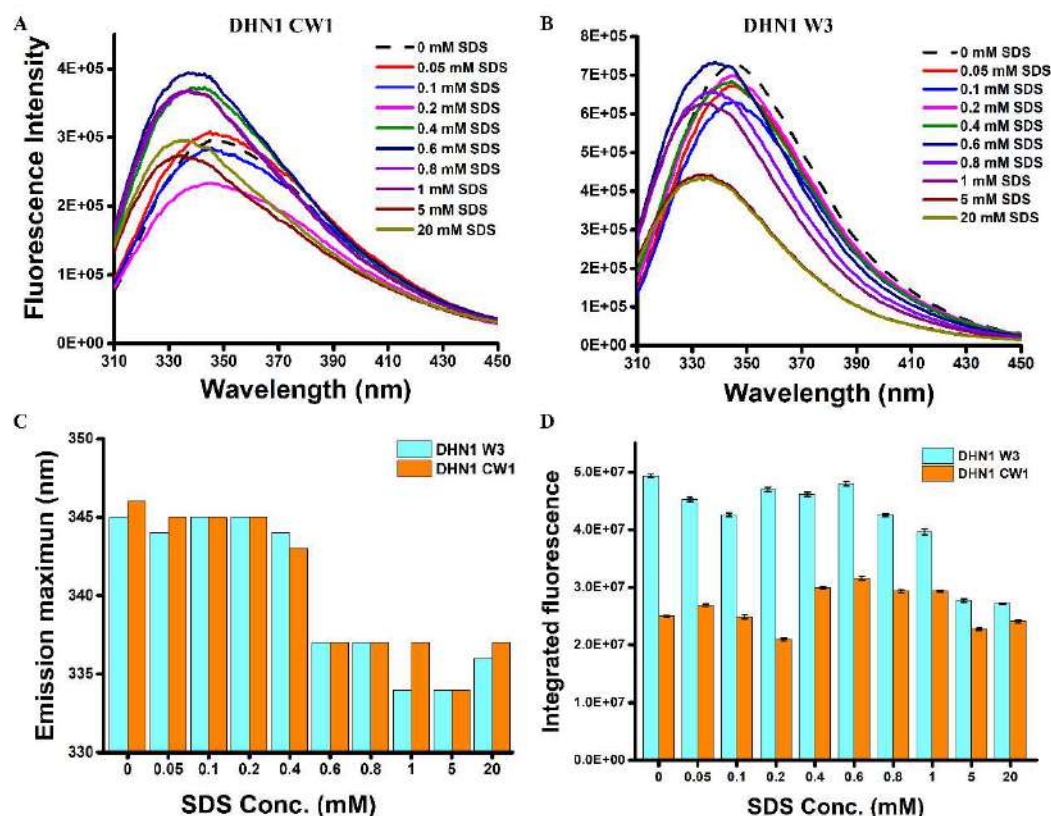 A
DHN1 CW1
0 mM SDS
0.05 mM SDS
0.1 mM SDS
0.2 mM SDS
0.4 mM SDS
0.6 mM SDS
0.8 mM SDS
1 mM SDS
5 mM SDS
20 mM SDS
4E+05
3E+05
2E+05
1E+05
0E+00
Fluorescence Intensity
310 330 350 370 390 410 430 450
Wavelength (nm)
B
DHN1 W3
0 mM SDS
0.05 mM SDS
0.1 mM SDS
0.2 mM SDS
0.4 mM SDS
0.6 mM SDS
0.8 mM SDS
1 mM SDS
5 mM SDS
20 mM SDS
8E+05
7E+05
6E+05
5E+05
4E+05
3E+05
2E+05
1E+05
0E+00
310 330 350 370 390 410 430 450
Wavelength (nm)
C
DHN1 W3
DHN1 CW1
350
345
340
335
330
Emission maximun (nm)
0 0.05 0.1 0.2 0.4 0.6 0.8 1 5 20
SDS Conc. (mM)
D
DHN1 W3
DHN1 CW1
5.0E+07
4.0E+07
3.0E+07
2.0E+07
1.0E+07
0.0E+00
Integrated fluorescence
0 0.05 0.1 0.2 0.4 0.6 0.8 1 5 20
SDS Conc. (mM)